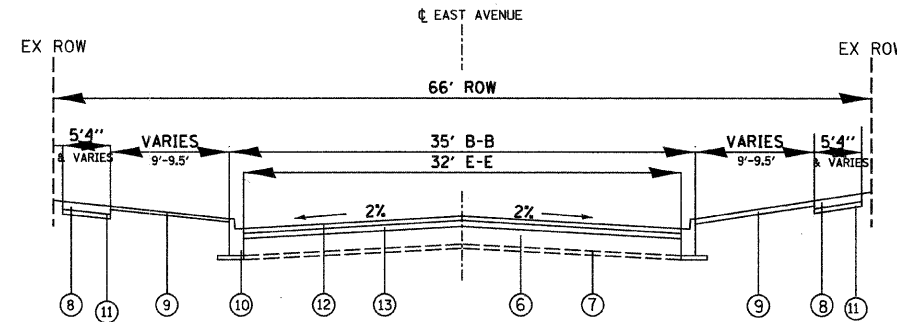 ℄ EAST AVENUE
EX ROW
EX ROW
66' ROW
5'4"
& VARIES
VARIES
9'-9.5'
35' B-B
32' E-E
VARIES
9'-9.5'
5'4"
& VARIES
2%
2%
8
11
9
10
12
13
6
7
9
8
11